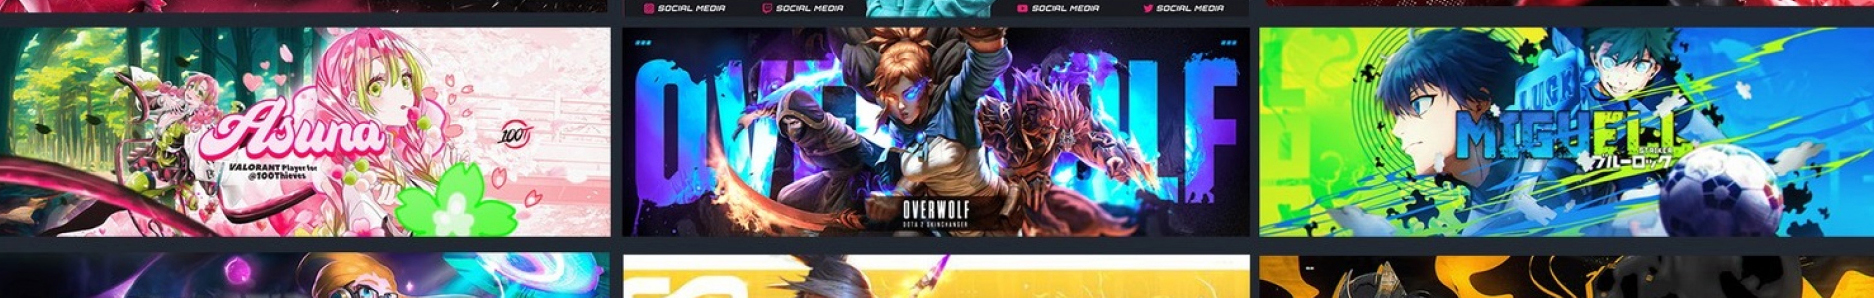 SOCIAL MEDIA
SOCIAL MEDIA
SOCIAL MEDIA
SOCIAL MEDIA
Asuna
VALORANT Player for
@100Thieves
100T
OVERWOLF
OVERWOLF
DOTA 2 SKINCHANGER
MIGUELL
STRIKER
ブルーロック